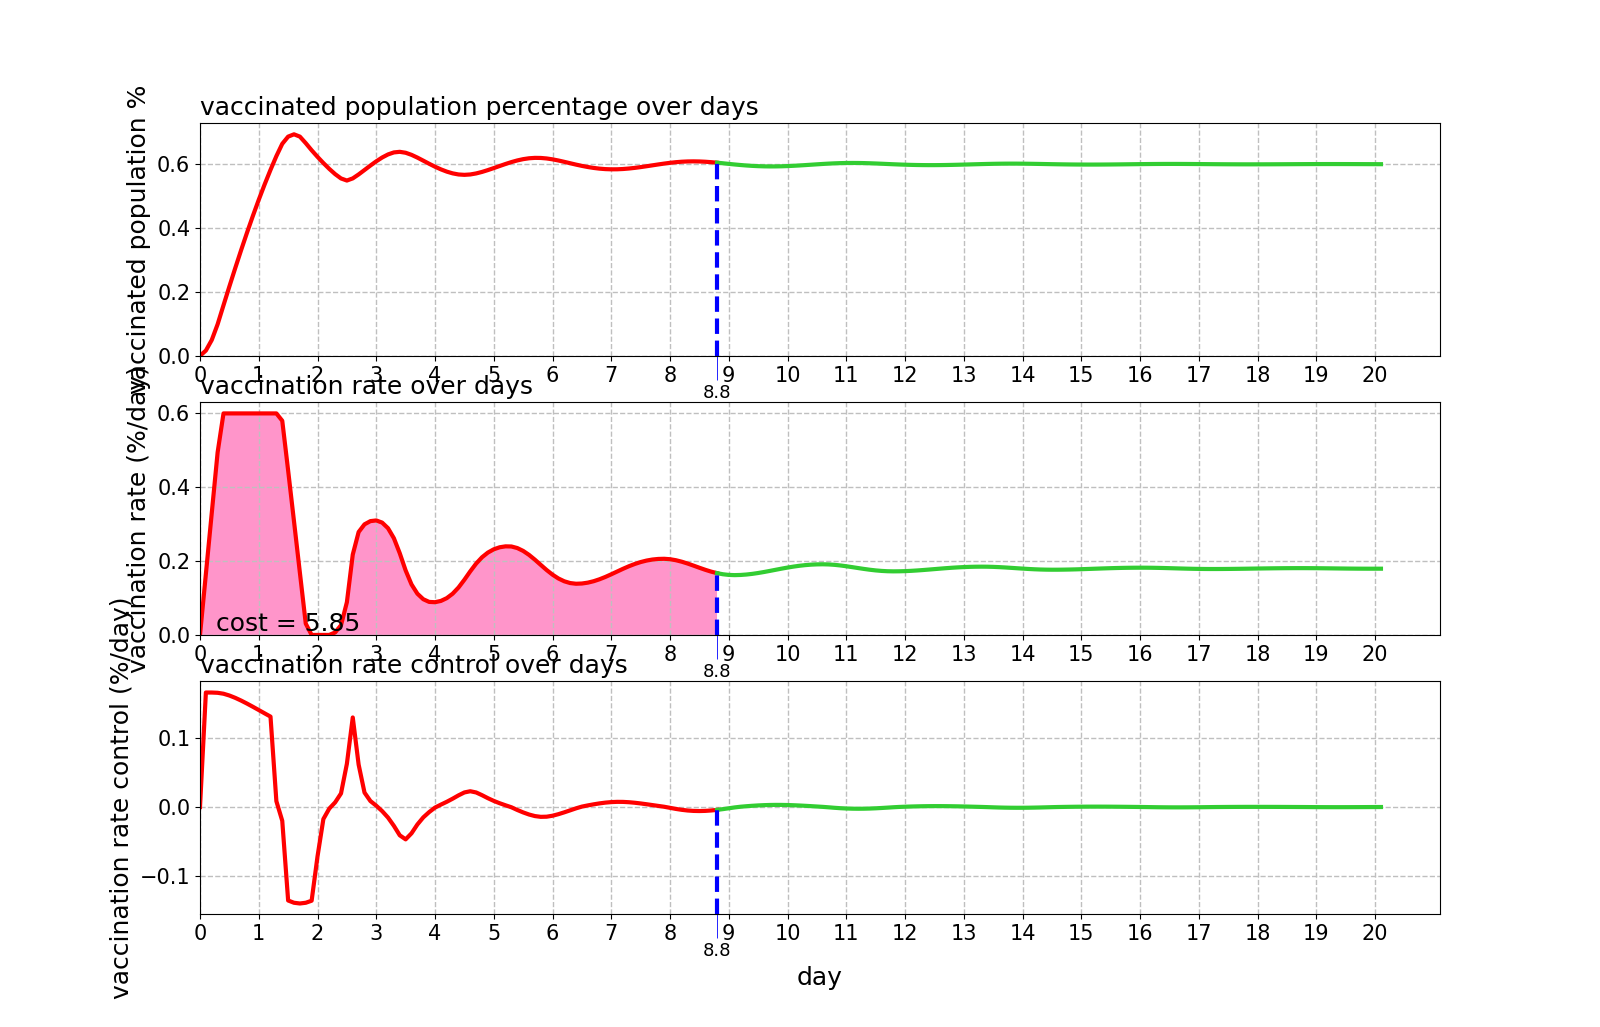 vaccinated population percentage over days
vaccinated population %
0.6
0.4
0.2
0.0
0 1 2 3 4 5 6 7 8 9 10 11 12 13 14 15 16 17 18 19 20
8.8
vaccination rate over days
vaccination rate (%/day)
0.6
0.4
0.2
0.0
cost = 5.85
0 1 2 3 4 5 6 7 8 9 10 11 12 13 14 15 16 17 18 19 20
8.8
vaccination rate control over days
vaccination rate control (%/day)
0.1
0.0
−0.1
0 1 2 3 4 5 6 7 8 9 10 11 12 13 14 15 16 17 18 19 20
8.8
day